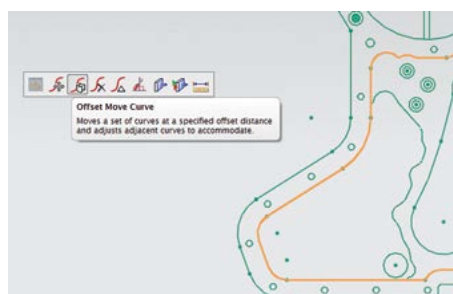 Offset Move Curve
Moves a set of curves at a specified offset distance
and adjusts adjacent curves to accommodate.